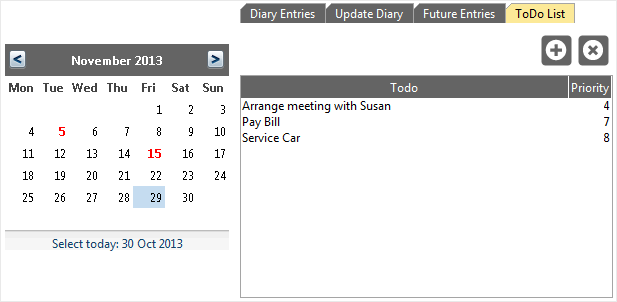 Diary Entries Update Diary Future Entries ToDo List
< November 2013 >
Mon Tue Wed Thu Fri Sat Sun
1 2 3
4 5 6 7 8 9 10
11 12 13 14 15 16 17
18 19 20 21 22 23 24
25 26 27 28 29 30
Select today: 30 Oct 2013
Todo Priority
Arrange meeting with Susan 4
Pay Bill 7
Service Car 8